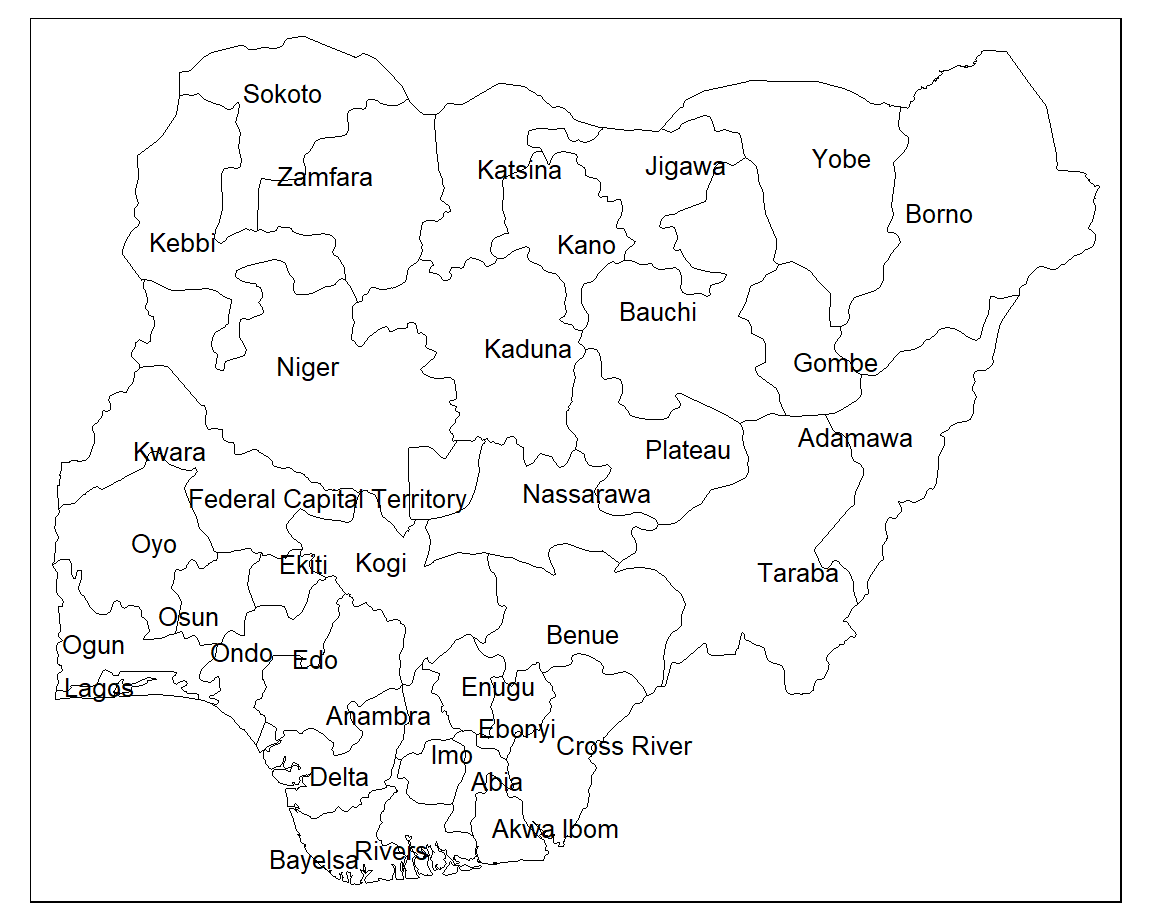 Sokoto
Yobe
Jigawa
Katsina
Zamfara
Borno
Kebbi
Kano
Bauchi
Kaduna
Gombe
Niger
Adamawa
Plateau
Kwara
Nassarawa
Federal Capital Territory
Oyo
Kogi
Ekiti
Taraba
Osun
Benue
Ogun
Ondo
Edo
Lagos
Enugu
Anambra
Ebonyi
Cross River
Imo
Delta
Abia
Akwa Ibom
Rivers
Bayelsa